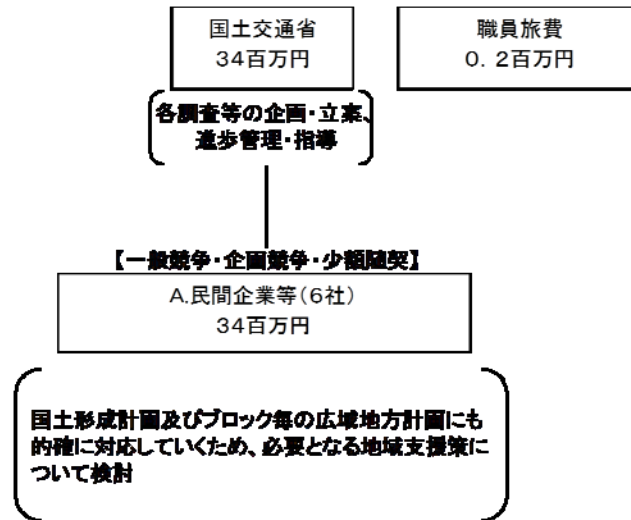 国土交通省
34百万円
職員旅費
0.2百万円
各調査等の企画・立案、
進歩管理・指導
【一般競争・企画競争・少額随契】
A.民間企業等(6社)
34百万円
国土形成計画及びブロック毎の広域地方計画にも
的確に対応していくため、必要となる地域支援策に
ついて検討